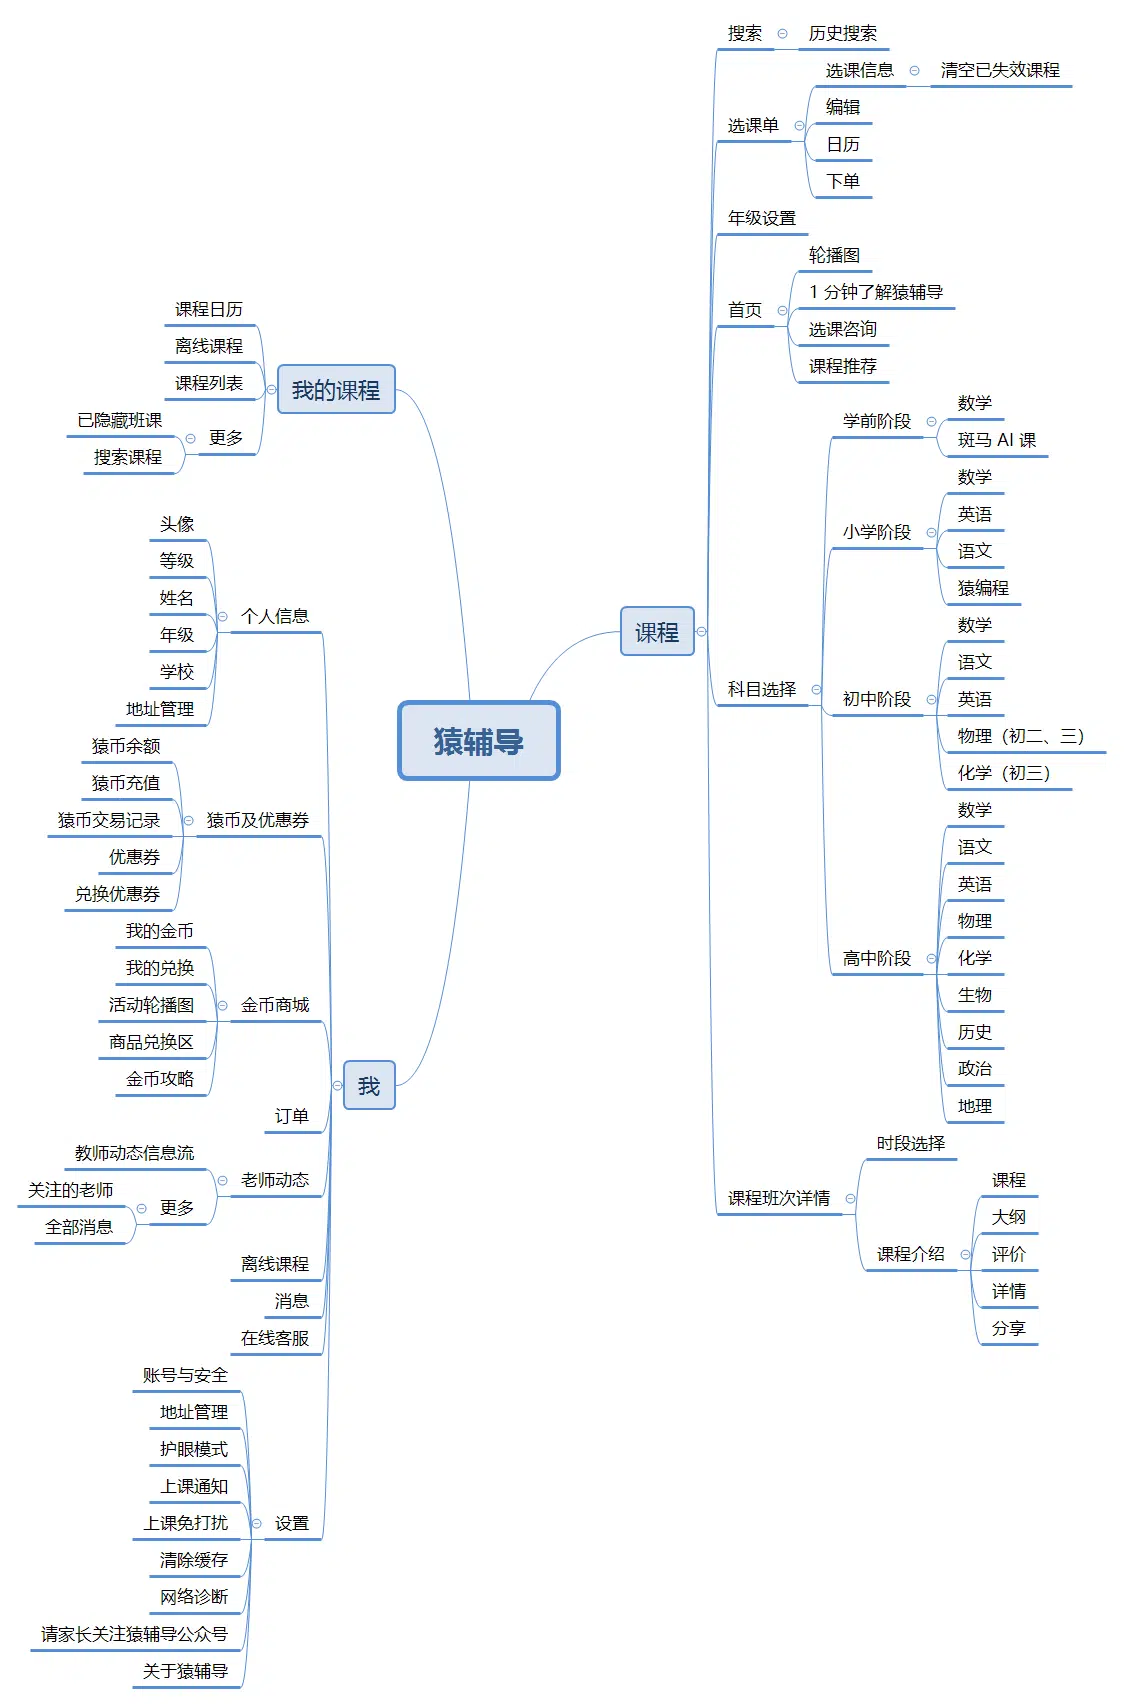 猿辅导
课程
搜索
历史搜索
选课单
选课信息
清空已失效课程
编辑
日历
下单
年级设置
首页
轮播图
1 分钟了解猿辅导
选课咨询
课程推荐
科目选择
学前阶段
数学
斑马 AI 课
小学阶段
数学
英语
语文
猿编程
初中阶段
数学
语文
英语
物理（初二、三）
化学（初三）
高中阶段
数学
语文
英语
物理
化学
生物
历史
政治
地理
课程班次详情
时段选择
课程介绍
课程
大纲
评价
详情
分享
我的课程
课程日历
离线课程
课程列表
更多
已隐藏班课
搜索课程
我
个人信息
头像
等级
姓名
年级
学校
地址管理
猿币及优惠券
猿币余额
猿币充值
猿币交易记录
优惠券
兑换优惠券
金币商城
我的金币
我的兑换
活动轮播图
商品兑换区
金币攻略
订单
老师动态
教师动态信息流
更多
关注的老师
全部消息
离线课程
消息
在线客服
设置
账号与安全
地址管理
护眼模式
上课通知
上课免打扰
清除缓存
网络诊断
请家长关注猿辅导公众号
关于猿辅导